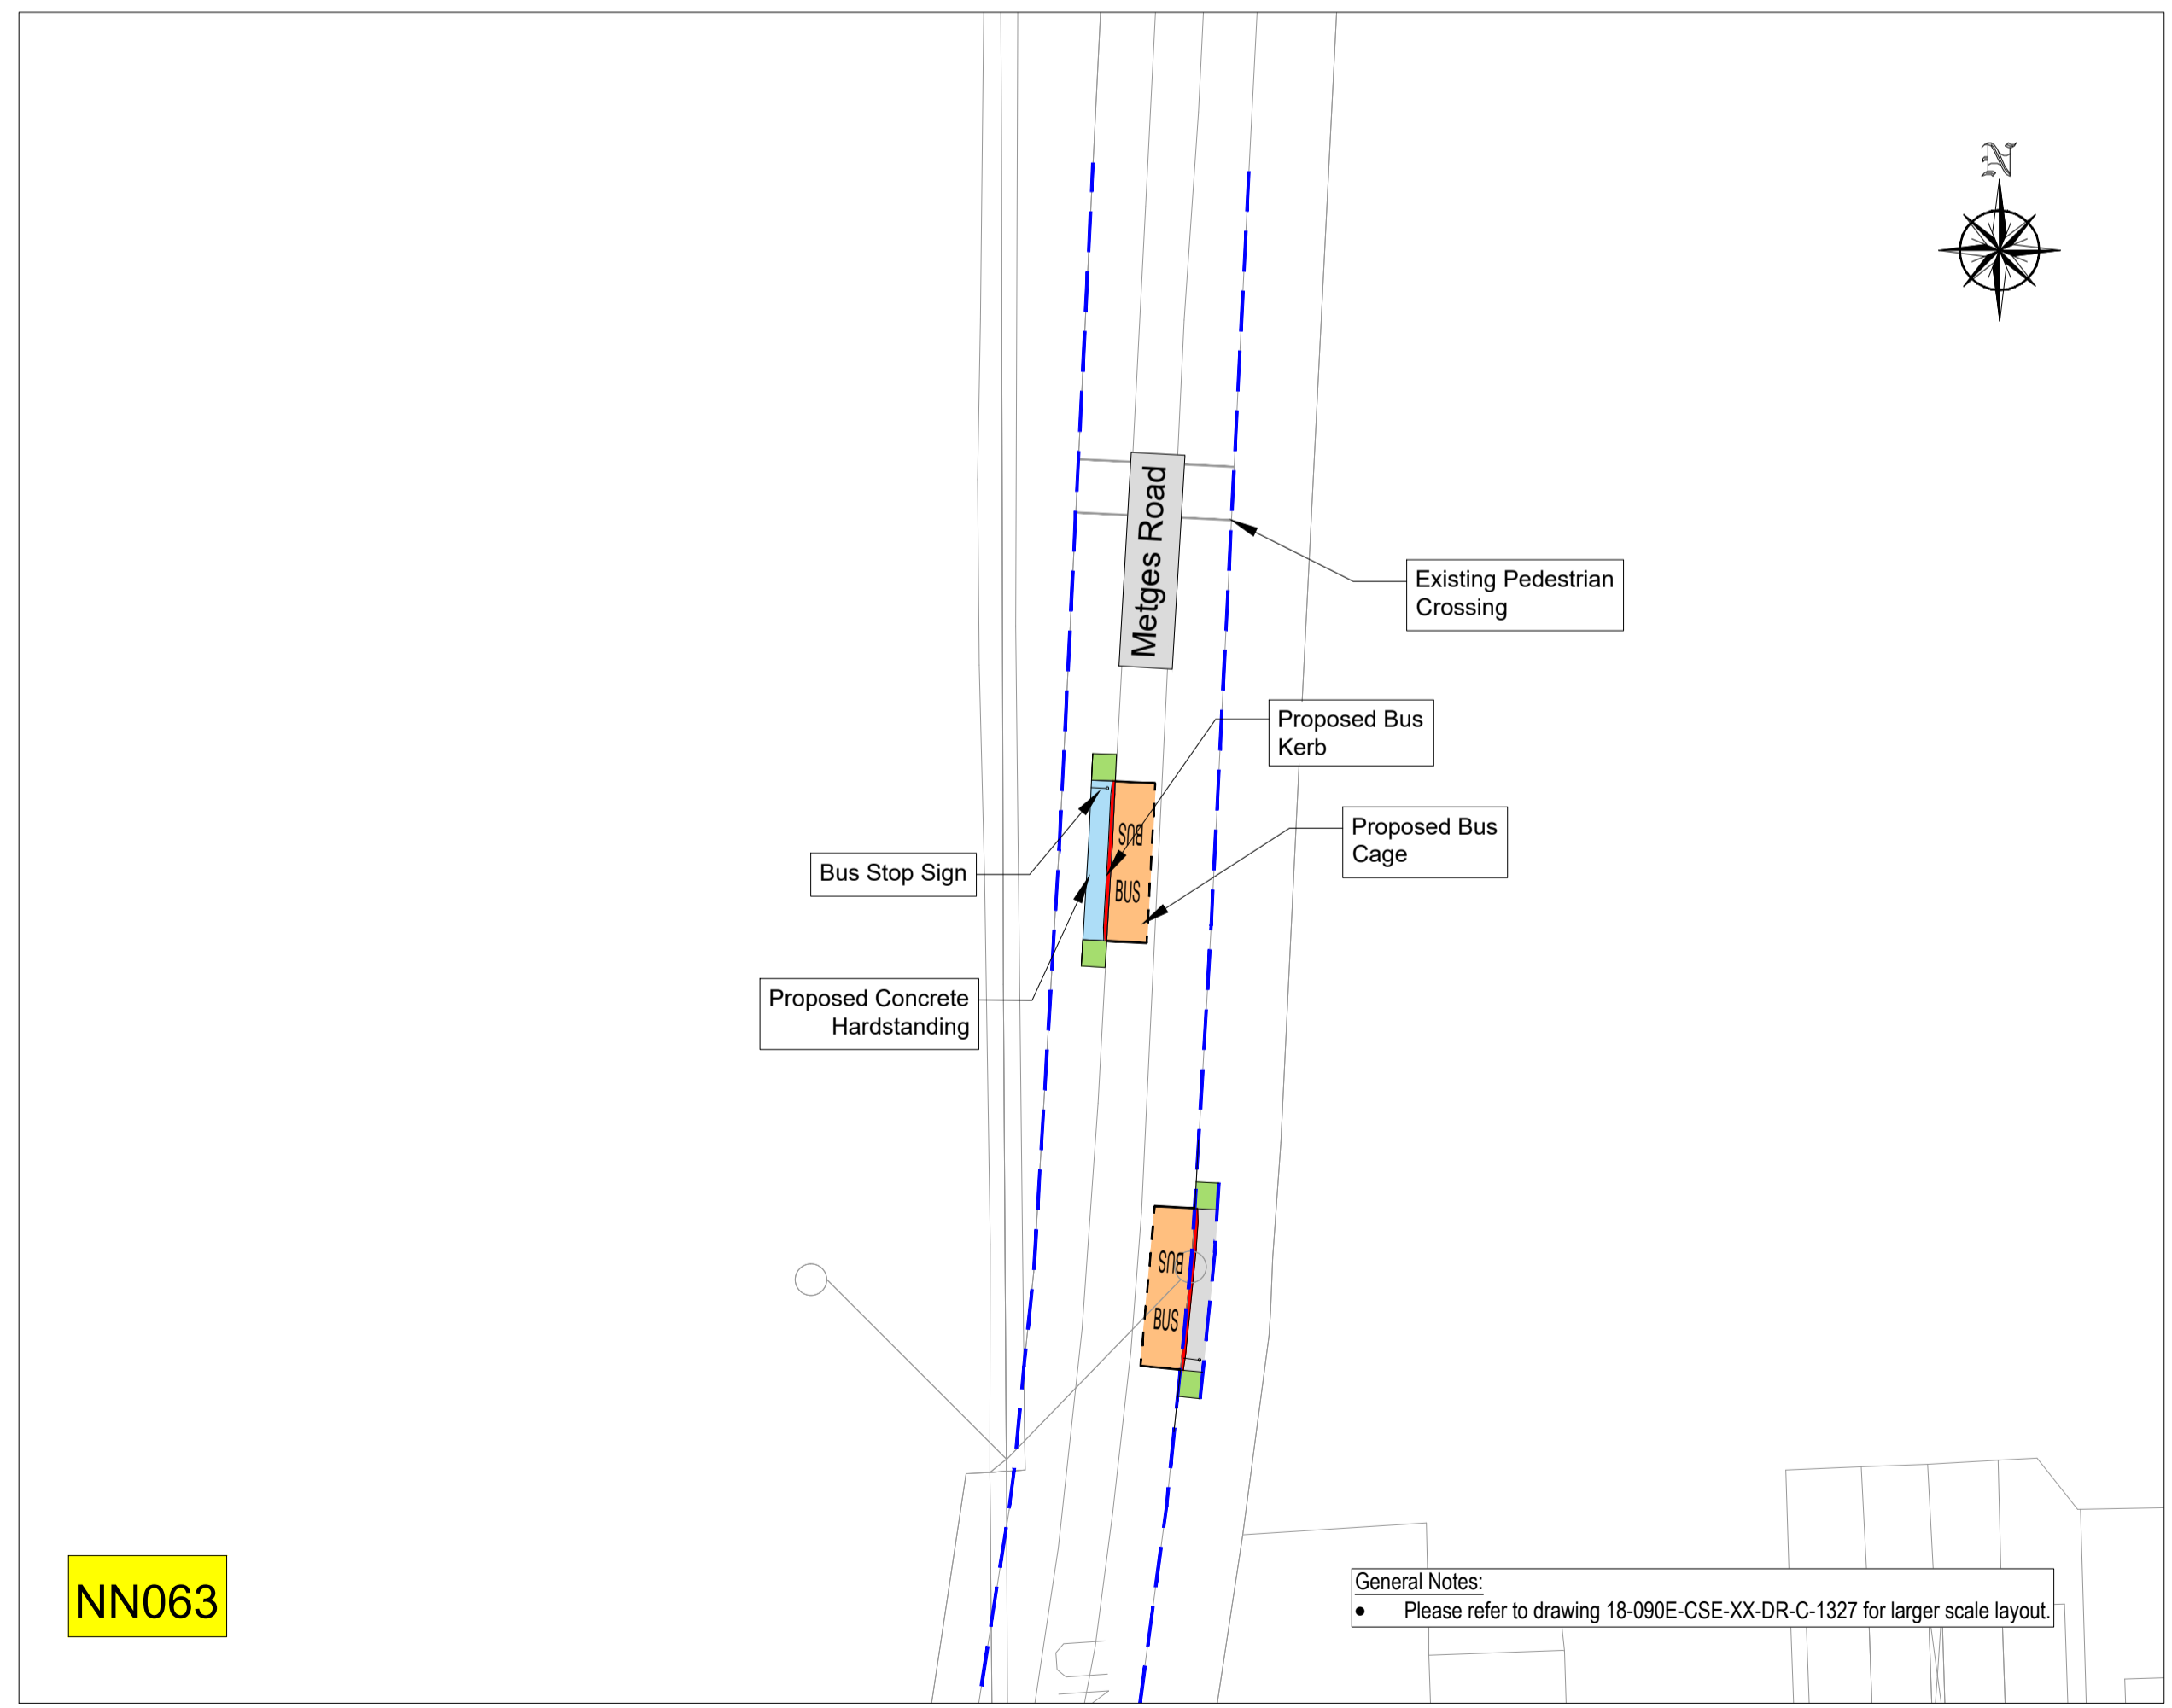 N
Metges Road
Existing Pedestrian
Crossing
Proposed Bus
Kerb
Proposed Bus
Cage
BUS
BUS
Bus Stop Sign
Proposed Concrete
Hardstanding
BUS
BUS
NN063
General Notes:
● Please refer to drawing 18-090E-CSE-XX-DR-C-1327 for larger scale layout.